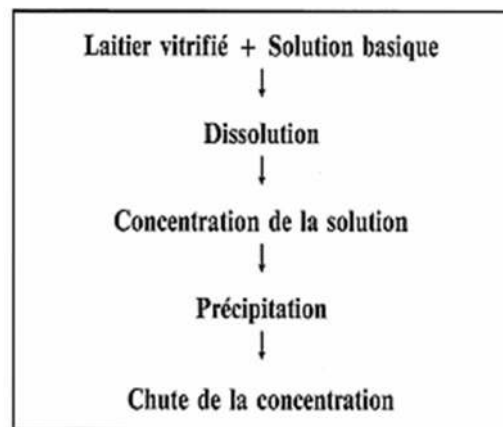 Laitier vitrifié + Solution basique
↓
Dissolution
↓
Concentration de la solution
↓
Précipitation
↓
Chute de la concentration